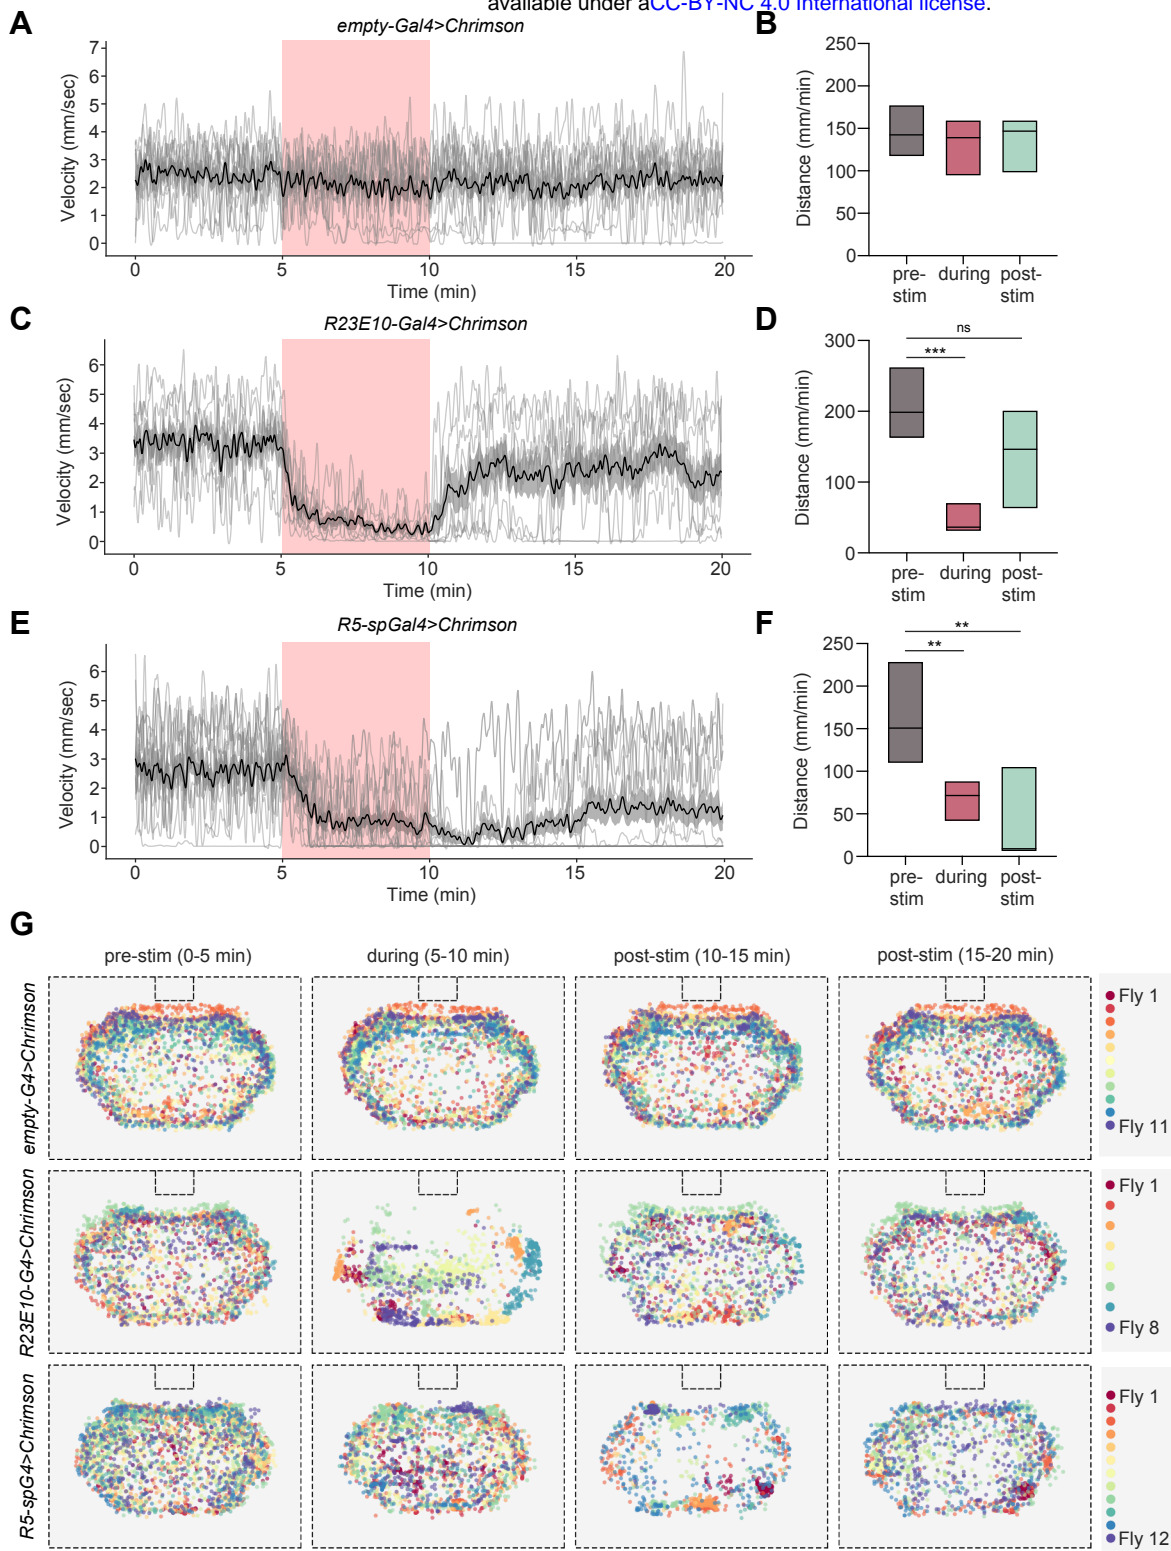 available under aCC-BY-NC 4.0 International license.
A
empty-Gal4>Chrimson
Velocity (mm/sec)
7
6
5
4
3
2
1
0
0 5 10 15 20
Time (min)
B
Distance (mm/min)
250
200
150
100
50
0
pre-stim during post-stim
C
R23E10-Gal4>Chrimson
Velocity (mm/sec)
6
5
4
3
2
1
0
0 5 10 15 20
Time (min)
D
ns
***
Distance (mm/min)
300
200
100
0
pre-stim during post-stim
E
R5-spGal4>Chrimson
Velocity (mm/sec)
6
5
4
3
2
1
0
0 5 10 15 20
Time (min)
F
**
**
Distance (mm/min)
250
200
150
100
50
0
pre-stim during post-stim
G
pre-stim (0-5 min) during (5-10 min) post-stim (10-15 min) post-stim (15-20 min)
empty-G4>Chrimson
Fly 1
Fly 11
R23E10-G4>Chrimson
Fly 1
Fly 8
R5-spG4>Chrimson
Fly 1
Fly 12